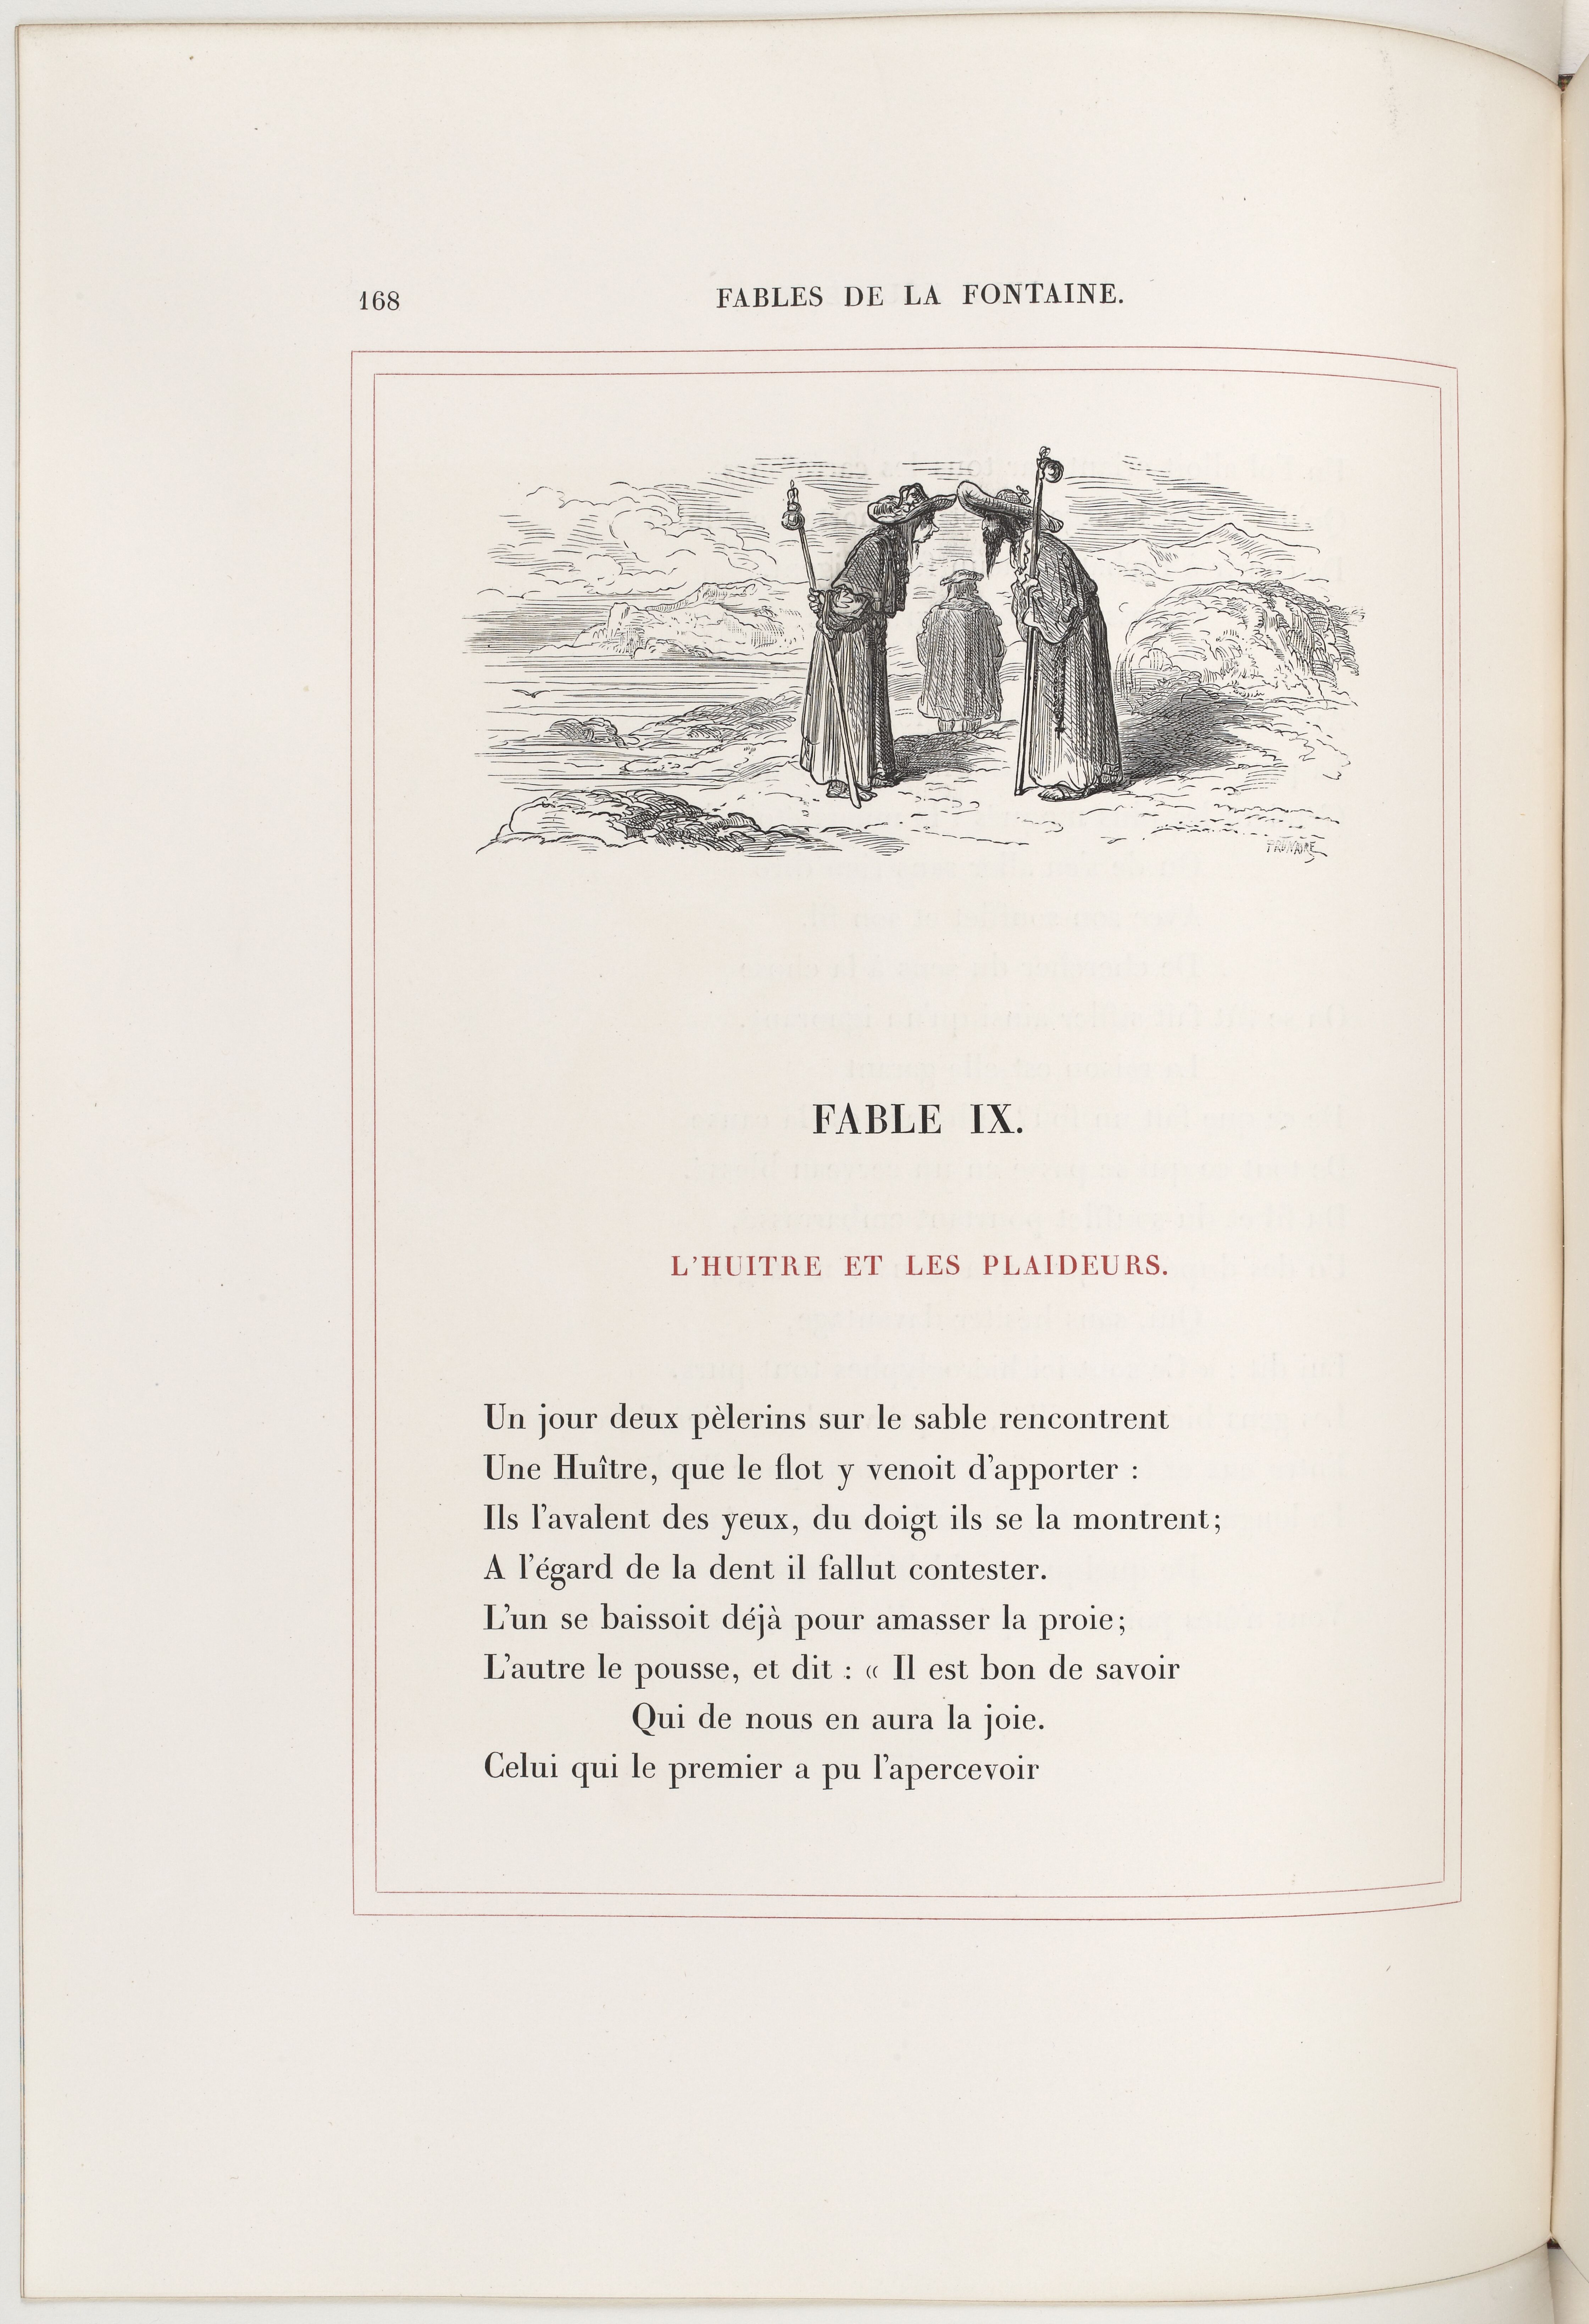 168
FABLES DE LA FONTAINE.
PRUNAIRE
FABLE IX.
L'HUITRE ET LES PLAIDEURS.
Un jour deux pèlerins sur le sable rencontrent
Une Huître, que le flot y venoit d'apporter :
Ils l'avalent des yeux, du doigt ils se la montrent;
A l'égard de la dent il fallut contester.
L'un se baissoit déjà pour amasser la proie;
L'autre le pousse, et dit : « Il est bon de savoir
Qui de nous en aura la joie.
Celui qui le premier a pu l'apercevoir